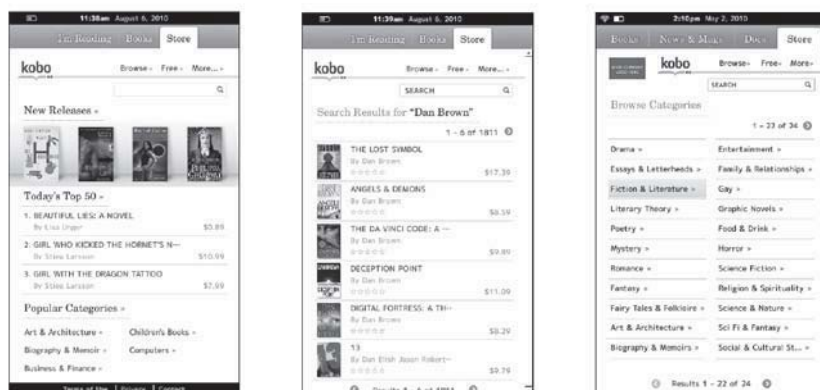 11:38am August 6, 2010
I'm Reading Books Store
kobo
Browse Free More...
New Releases »
Today's Top 50 »
1. BEAUTIFUL LIES: A NOVEL
By Lisa Unger
$0.89
2. GIRL WHO KICKED THE HORNET'S N—
By Stieg Larsson
$10.99
3. GIRL WITH THE DRAGON TATTOO
By Stieg Larsson
$7.99
Popular Categories »
Art & Architecture » Children's Books »
Biography & Memoir » Computers »
Business & Finance »
Terms of Use | Privacy | Contact
11:39am August 6, 2010
I'm Reading Books Store
kobo
Browse Free More...
SEARCH
Search Results for "Dan Brown"
1 - 6 of 1811
THE LOST SYMBOL
By Dan Brown
$17.39
ANGELS & DEMONS
By Dan Brown
THE DA VINCI CODE: A —
By Dan Brown
$9.89
DECEPTION POINT
By Dan Brown
$11.09
DIGITAL FORTRESS: A TH—
By Dan Brown
$8.29
13
$9.79
2:10pm May 2, 2010
Books News & Mags Docs Store
kobo
Browse Free More
SEARCH
Browse Categories
1 - 23 of 34
Drama » Entertainment »
Essays & Letterheads » Family & Relationships »
Fiction & Literature » Gay »
Literary Theory » Graphic Novels »
Poetry » Food & Drink »
Mystery » Horror »
Romance » Science Fiction »
Fantasy » Religion & Spirituality »
Fairy Tales & Folklore » Science & Nature »
Art & Architecture » Sci Fi & Fantasy »
Biography & Memoirs » Social & Cultural St... »
Results 1 - 22 of 24